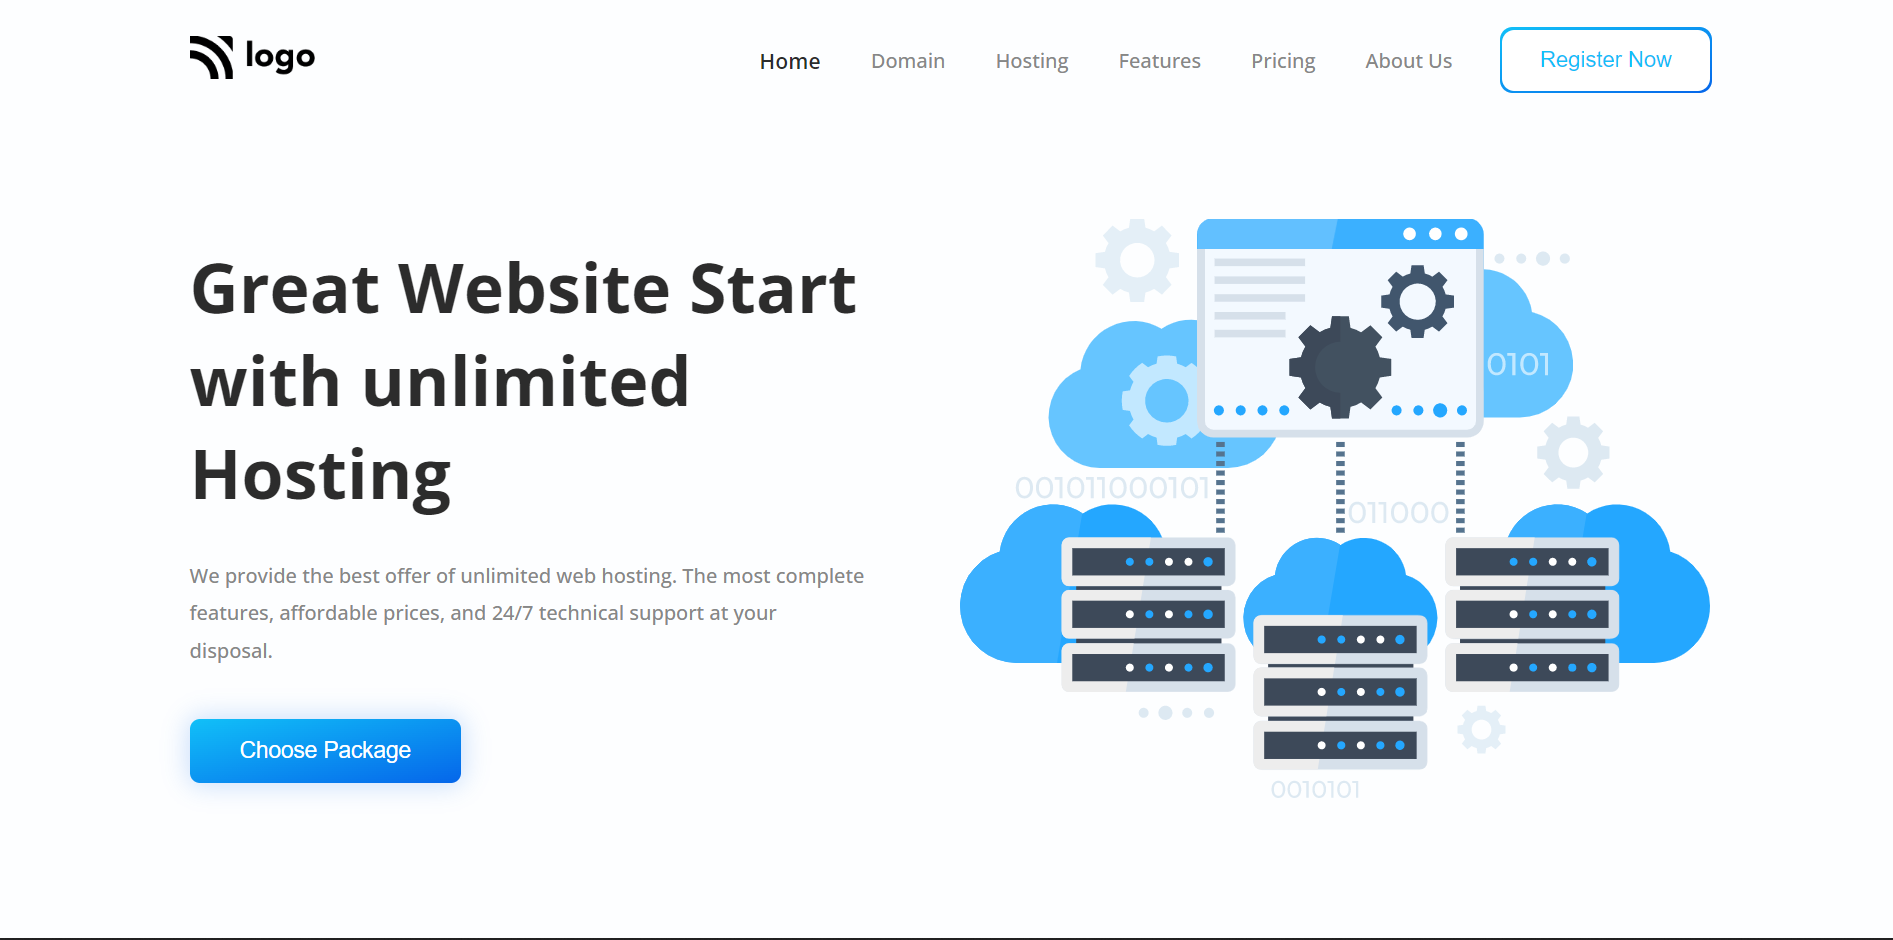 logo
Home Domain Hosting Features Pricing About Us Register Now
Great Website Start
with unlimited
Hosting
We provide the best offer of unlimited web hosting. The most complete
features, affordable prices, and 24/7 technical support at your
disposal.
Choose Package
0101
001011000101
011000
0010101